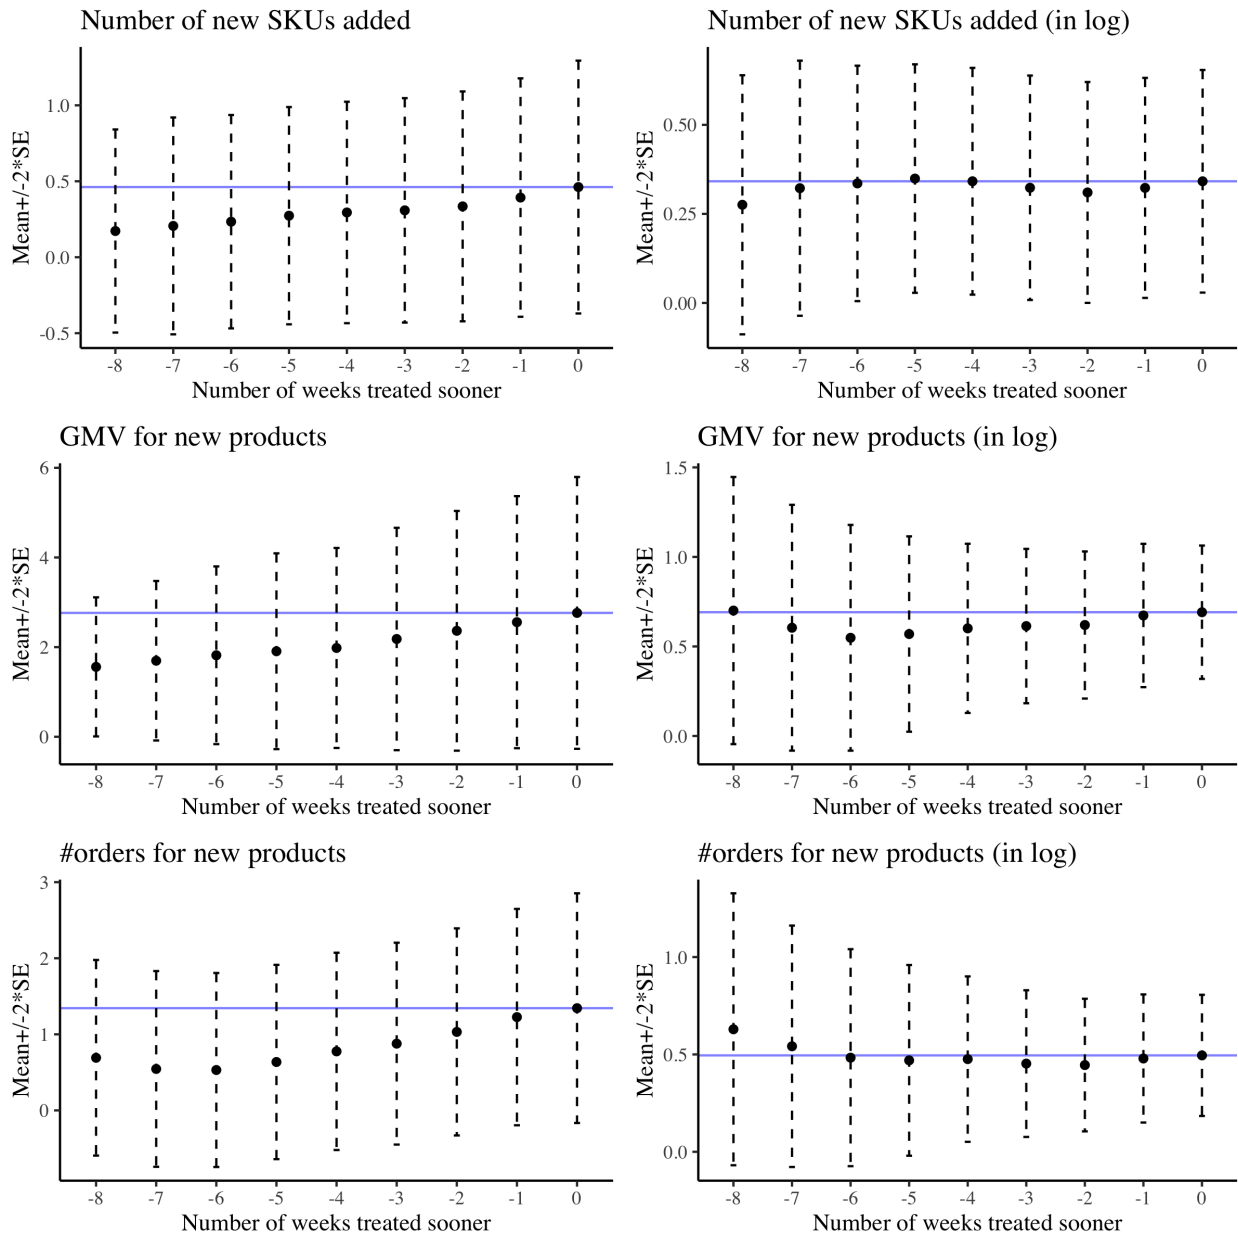 Number of new SKUs added
Mean+/-2*SE
1.0
0.5
0.0
-0.5
-8 -7 -6 -5 -4 -3 -2 -1 0
Number of weeks treated sooner
Number of new SKUs added (in log)
Mean+/-2*SE
0.50
0.25
0.00
-8 -7 -6 -5 -4 -3 -2 -1 0
Number of weeks treated sooner
GMV for new products
Mean+/-2*SE
6
4
2
0
-8 -7 -6 -5 -4 -3 -2 -1 0
Number of weeks treated sooner
GMV for new products (in log)
Mean+/-2*SE
1.5
1.0
0.5
0.0
-8 -7 -6 -5 -4 -3 -2 -1 0
Number of weeks treated sooner
#orders for new products
Mean+/-2*SE
3
2
1
0
-8 -7 -6 -5 -4 -3 -2 -1 0
Number of weeks treated sooner
#orders for new products (in log)
Mean+/-2*SE
1.0
0.5
0.0
-8 -7 -6 -5 -4 -3 -2 -1 0
Number of weeks treated sooner